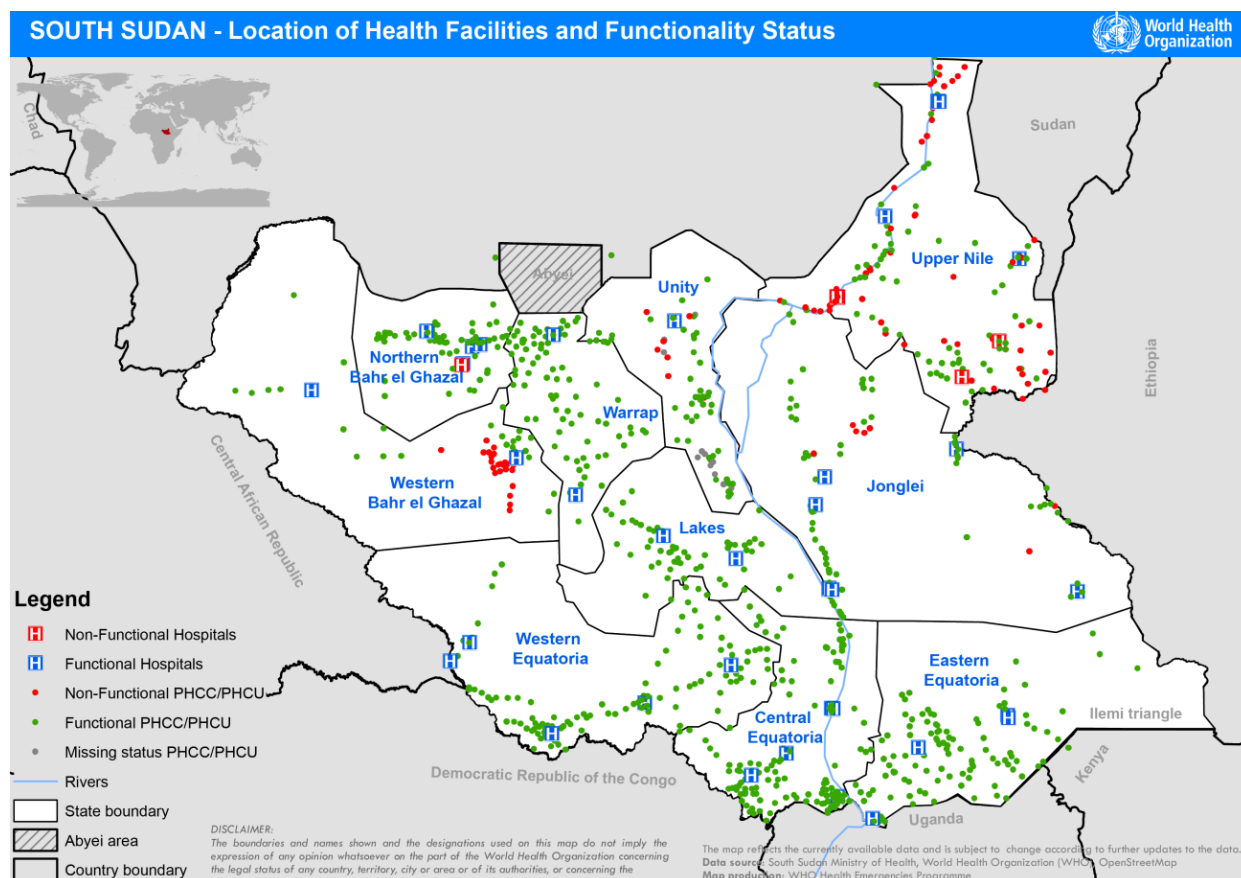 SOUTH SUDAN - Location of Health Facilities and Functionality Status
World Health
Organization
Chad
Sudan
Abyei
Unity
Upper Nile
Northern
Bahr el Ghazal
Ethiopia
Warrap
Central African Republic
Western
Bahr el Ghazal
Jonglei
Lakes
Western
Equatoria
Eastern
Equatoria
Central
Equatoria
Ilemi triangle
Kenya
Democratic Republic of the Congo
Uganda
Legend
H Non-Functional Hospitals
H Functional Hospitals
Non-Functional PHCC/PHCU
Functional PHCC/PHCU
Missing status PHCC/PHCU
Rivers
State boundary
Abyei area
Country boundary
DISCLAIMER:
The boundaries and names shown and the designations used on this map do not imply the
expression of any opinion whatsoever on the part of the World Health Organization concerning
the legal status of any country, territory, city or area or of its authorities, or concerning the
The map reflects the currently available data and is subject to change according to further updates to the data.
Data source: South Sudan Ministry of Health, World Health Organization (WHO), OpenStreetMap
Map production: WHO Health Emergencies Programme